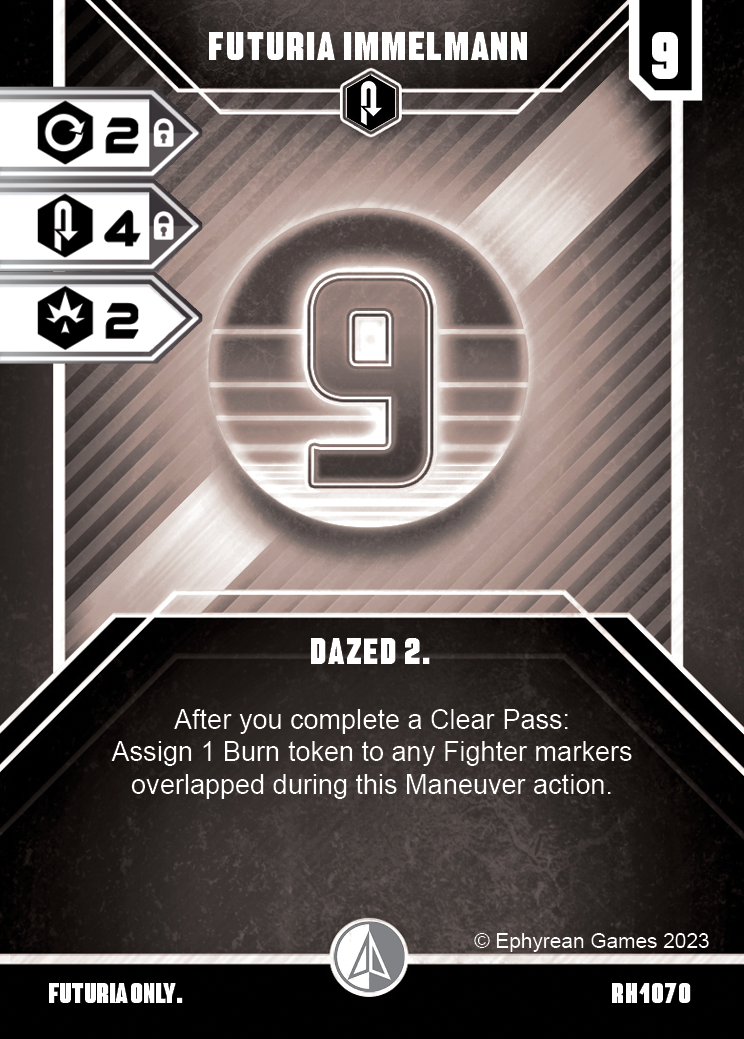 FUTURIA IMMELMANN
9
2
4
2
9
DAZED 2.
After you complete a Clear Pass:
Assign 1 Burn token to any Fighter markers
overlapped during this Maneuver action.
© Ephyrean Games 2023
FUTURIA ONLY.
RH1070